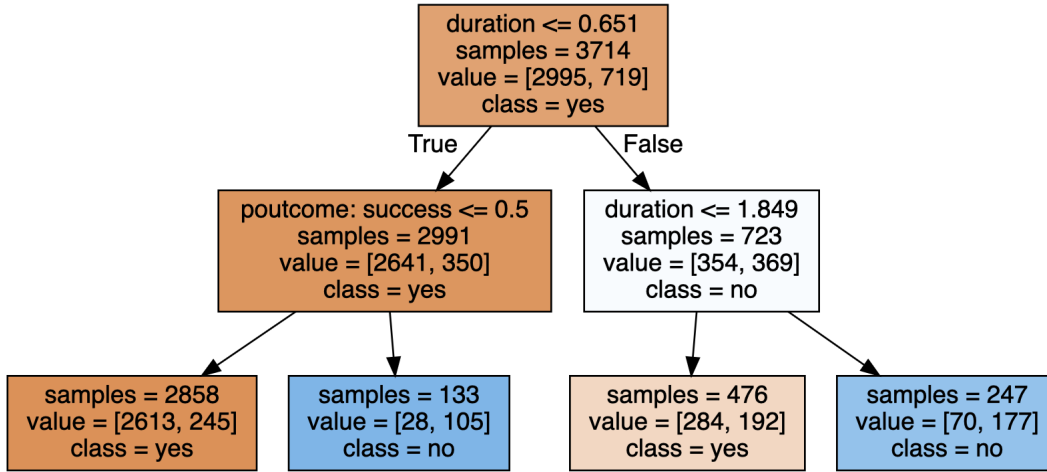 duration <= 0.651
samples = 3714
value = [2995, 719]
class = yes
True
False
poutcome: success <= 0.5
samples = 2991
value = [2641, 350]
class = yes
duration <= 1.849
samples = 723
value = [354, 369]
class = no
samples = 2858
value = [2613, 245]
class = yes
samples = 133
value = [28, 105]
class = no
samples = 476
value = [284, 192]
class = yes
samples = 247
value = [70, 177]
class = no